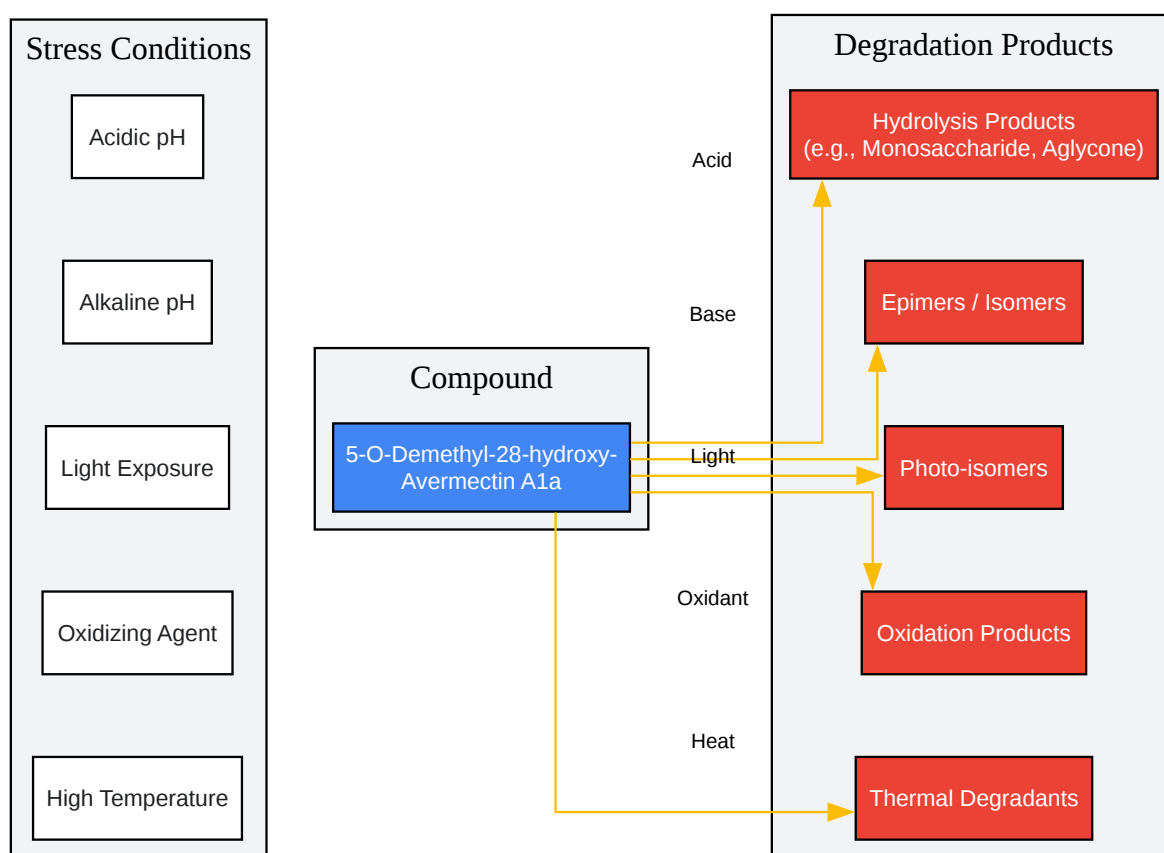 Stress Conditions
Acidic pH
Alkaline pH
Light Exposure
Oxidizing Agent
High Temperature
Compound
5-O-Demethyl-28-hydroxy-
Avermectin A1a
Acid
Base
Light
Oxidant
Heat
Degradation Products
Hydrolysis Products
(e.g., Monosaccharide, Aglycone)
Epimers / Isomers
Photo-isomers
Oxidation Products
Thermal Degradants